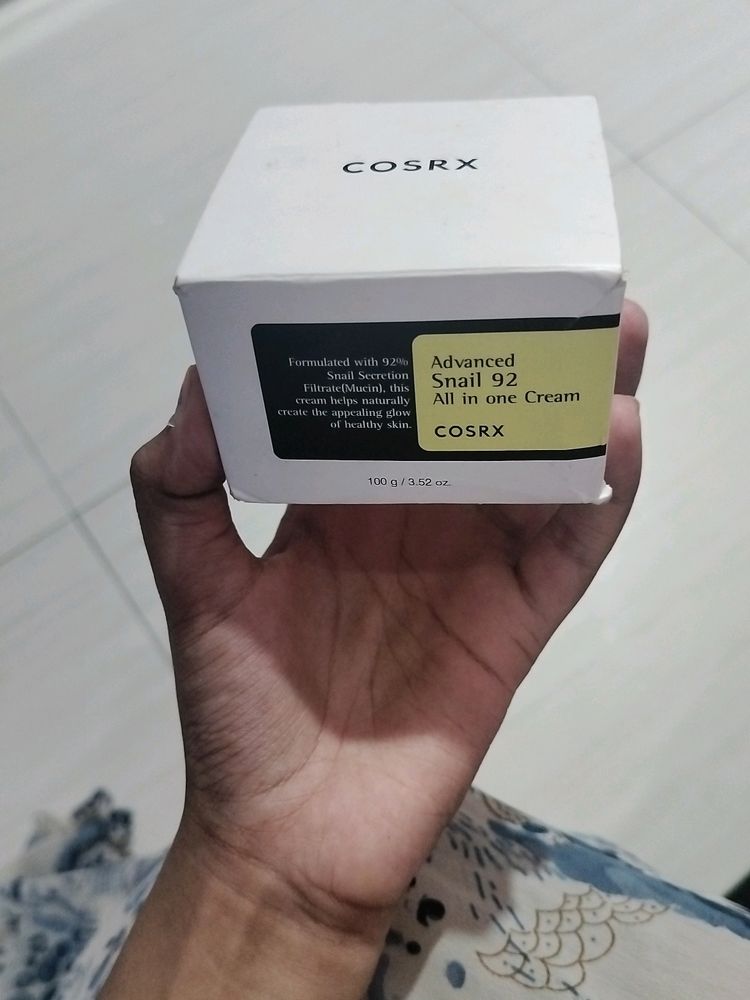 COSRX
Formulated with 92%
Snail Secretion
Filtrate(Mucin), this
cream helps naturally
create the appealing glow
of healthy skin.
Advanced
Snail 92
All in one Cream
COSRX
100 g / 3.52 oz.